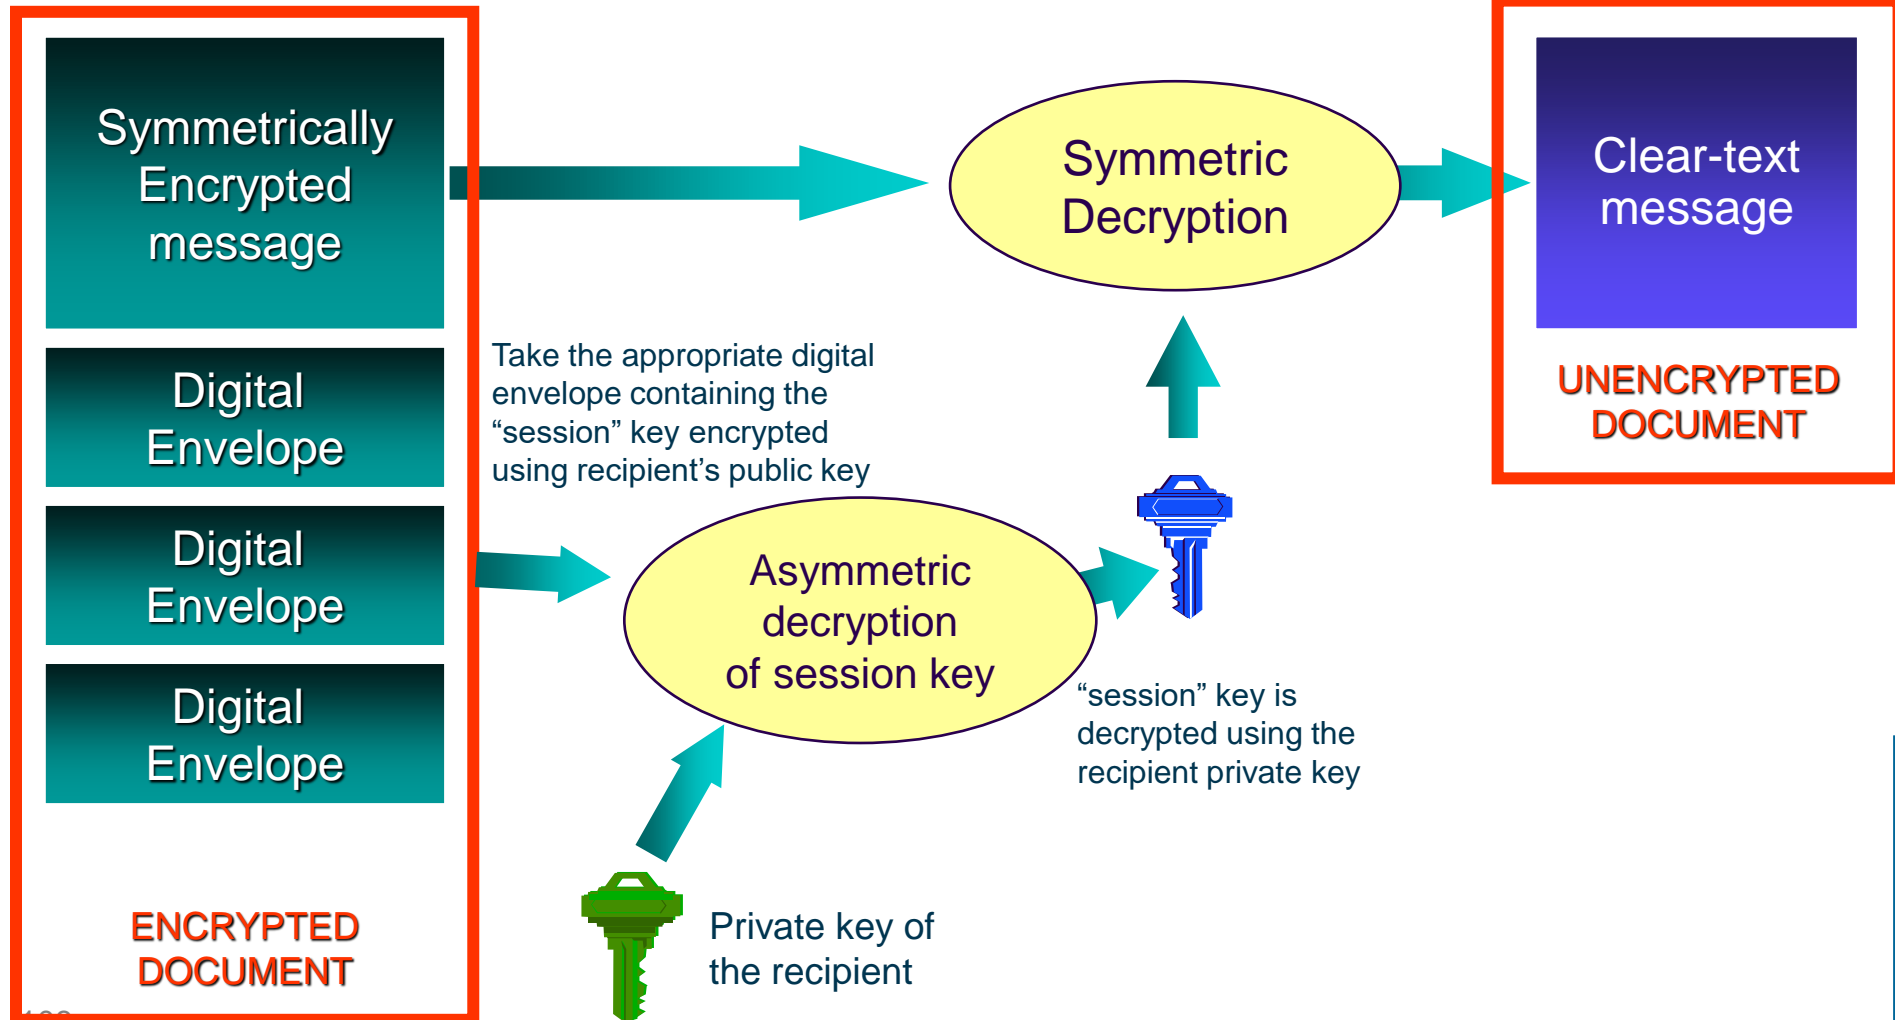 Symmetrically
Encrypted
message
Digital
Envelope
Digital
Envelope
Digital
Envelope
ENCRYPTED
DOCUMENT
Take the appropriate digital
envelope containing the
“session” key encrypted
using recipient’s public key
Symmetric
Decryption
Asymmetric
decryption
of session key
“session” key is
decrypted using the
recipient private key
Private key of
the recipient
Clear-text
message
UNENCRYPTED
DOCUMENT